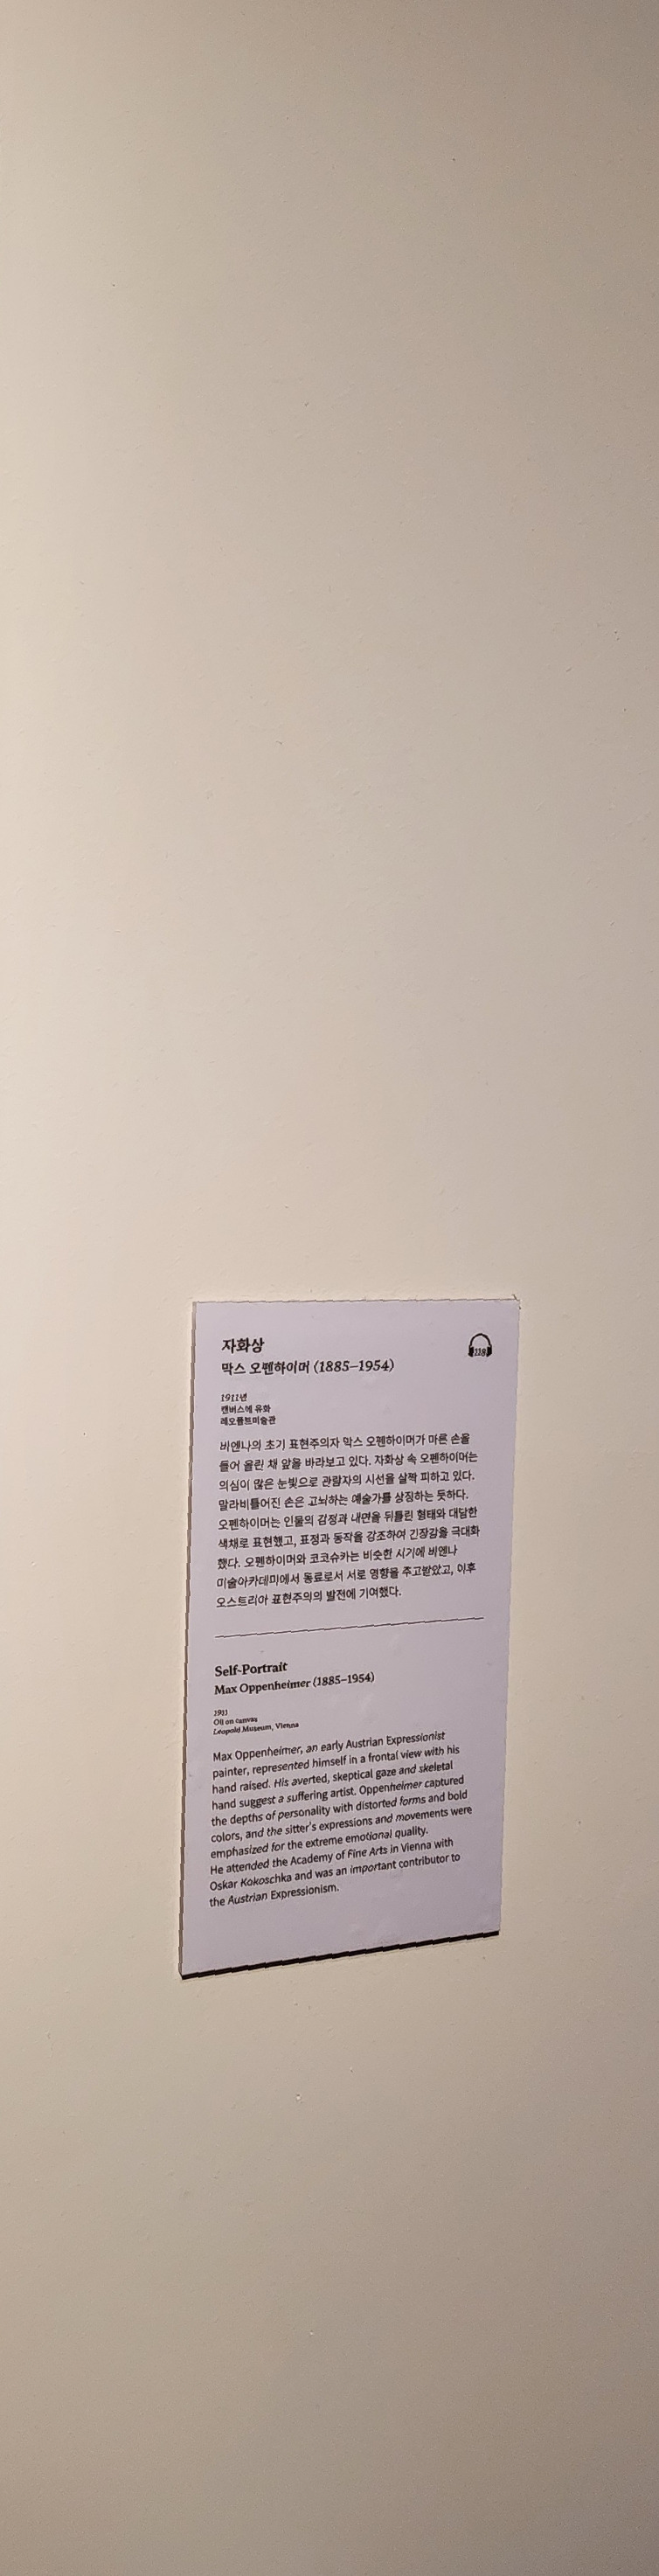 자화상
118
막스 오펜하이머 (1885–1954)
1911년
캔버스에 유화
레오폴트미술관
비엔나의 초기 표현주의자 막스 오펜하이머가 마른 손을
들어 올린 채 앞을 바라보고 있다. 자화상 속 오펜하이머는
의심이 많은 눈빛으로 관람자의 시선을 살짝 피하고 있다.
말라비틀어진 손은 고뇌하는 예술가를 상징하는 듯하다.
오펜하이머는 인물의 감정과 내면을 뒤틀린 형태와 대담한
색채로 표현했고, 표정과 동작을 강조하여 긴장감을 극대화
했다. 오펜하이머와 코코슈카는 비슷한 시기에 비엔나
미술아카데미에서 동료로서 서로 영향을 주고받았고, 이후
오스트리아 표현주의의 발전에 기여했다.
Self-Portrait
Max Oppenheimer (1885–1954)
1911
Oil on canvas
Leopold Museum, Vienna
Max Oppenheimer, an early Austrian Expressionist
painter, represented himself in a frontal view with his
hand raised. His averted, skeptical gaze and skeletal
hand suggest a suffering artist. Oppenheimer captured
the depths of personality with distorted forms and bold
colors, and the sitter's expressions and movements were
emphasized for the extreme emotional quality.
He attended the Academy of Fine Arts in Vienna with
Oskar Kokoschka and was an important contributor to
the Austrian Expressionism.